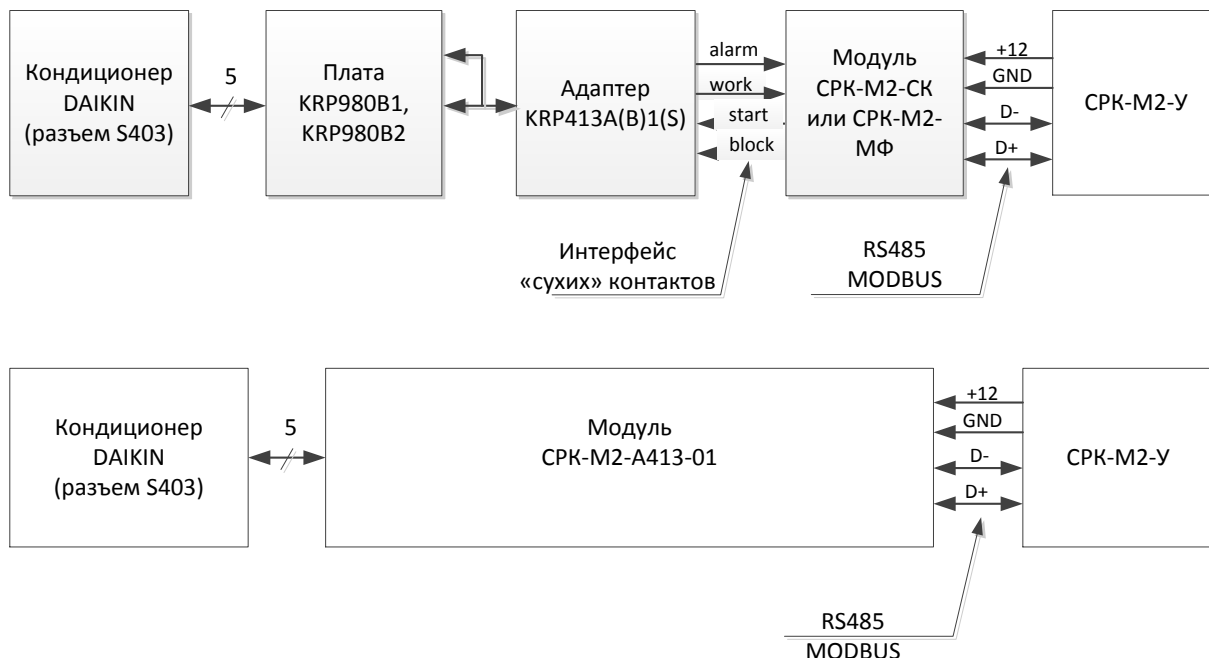 Кондиционер
DAIKIN
(разъем S403)
5
Плата
KRP980B1,
KRP980B2
Адаптер
KRP413A(B)1(S)
alarm
work
start
block
Модуль
СРК-М2-СК
или СРК-М2-
МФ
+12
GND
D-
D+
СРК-М2-У
Интерфейс
«сухих» контактов
RS485
MODBUS
Кондиционер
DAIKIN
(разъем S403)
5
Модуль
СРК-М2-А413-01
+12
GND
D-
D+
СРК-М2-У
RS485
MODBUS